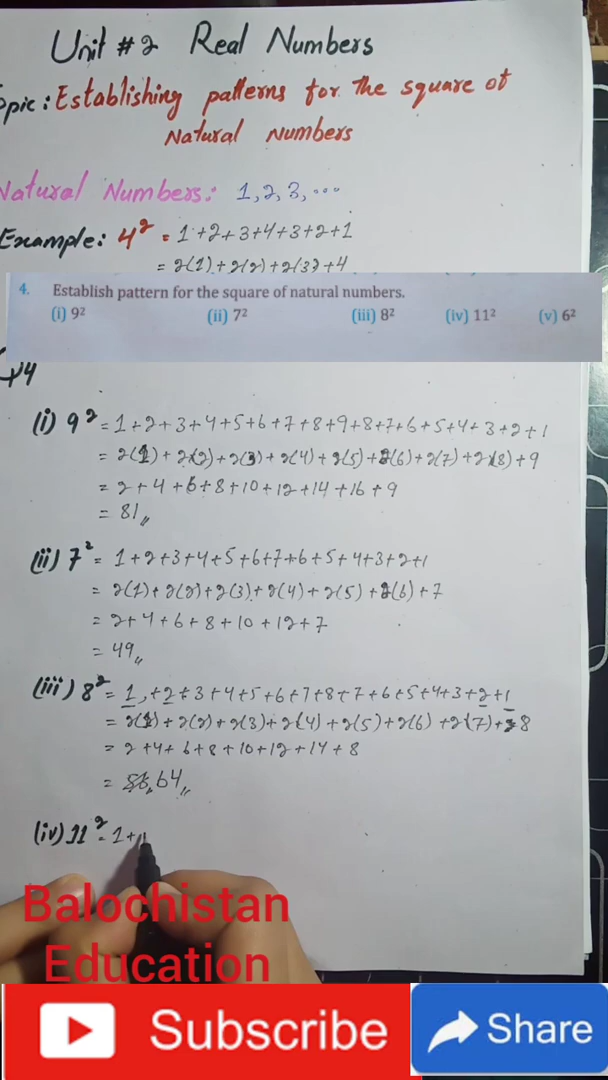 Unit # 2 Real Numbers
opic: Establishing patterns for the square of
Natural Numbers
Natural Numbers: 1, 2, 3, ...
Example: 4² = 1+2+3+4+3+2+1
= 2(1)+2(2)+2(3)+4
4. Establish pattern for the square of natural numbers.
(i) 9² (ii) 7² (iii) 8² (iv) 11² (v) 6²
(i) 9² = 1+2+3+4+5+6+7+8+9+8+7+6+5+4+3+2+1
= 2(1)+2(2)+2(3)+2(4)+2(5)+2(6)+2(7)+2(8)+9
= 2+4+6+8+10+12+14+16+9
= 81
(ii) 7² = 1+2+3+4+5+6+7+6+5+4+3+2+1
= 2(1)+2(2)+2(3)+2(4)+2(5)+2(6)+7
= 2+4+6+8+10+12+7
= 49
(iii) 8² = 1+2+3+4+5+6+7+8+7+6+5+4+3+2+1
= 2(1)+2(2)+2(3)+2(4)+2(5)+2(6)+2(7)+8
= 2+4+6+8+10+12+14+8
= 64
(iv) 11² = 1+
Balochistan
Education
Subscribe
Share